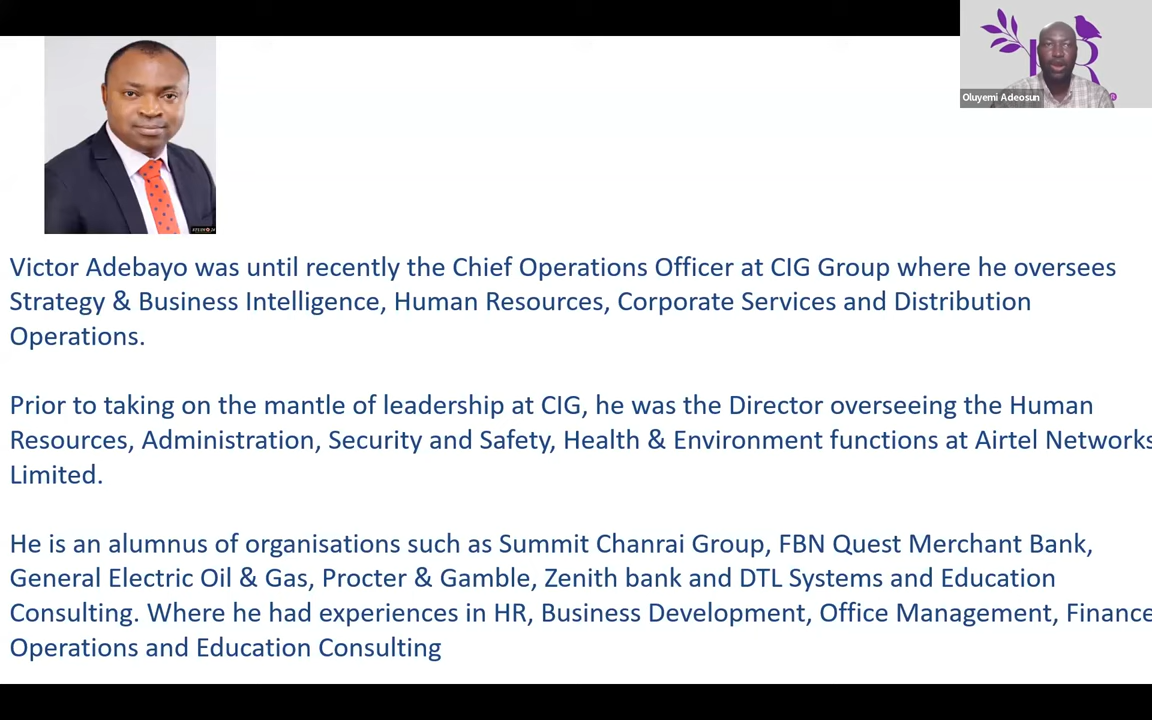 Oluyemi Adeosun
Victor Adebayo was until recently the Chief Operations Officer at CIG Group where he oversees
Strategy & Business Intelligence, Human Resources, Corporate Services and Distribution
Operations.
Prior to taking on the mantle of leadership at CIG, he was the Director overseeing the Human
Resources, Administration, Security and Safety, Health & Environment functions at Airtel Networks
Limited.
He is an alumnus of organisations such as Summit Chanrai Group, FBN Quest Merchant Bank,
General Electric Oil & Gas, Procter & Gamble, Zenith bank and DTL Systems and Education
Consulting. Where he had experiences in HR, Business Development, Office Management, Finance
Operations and Education Consulting